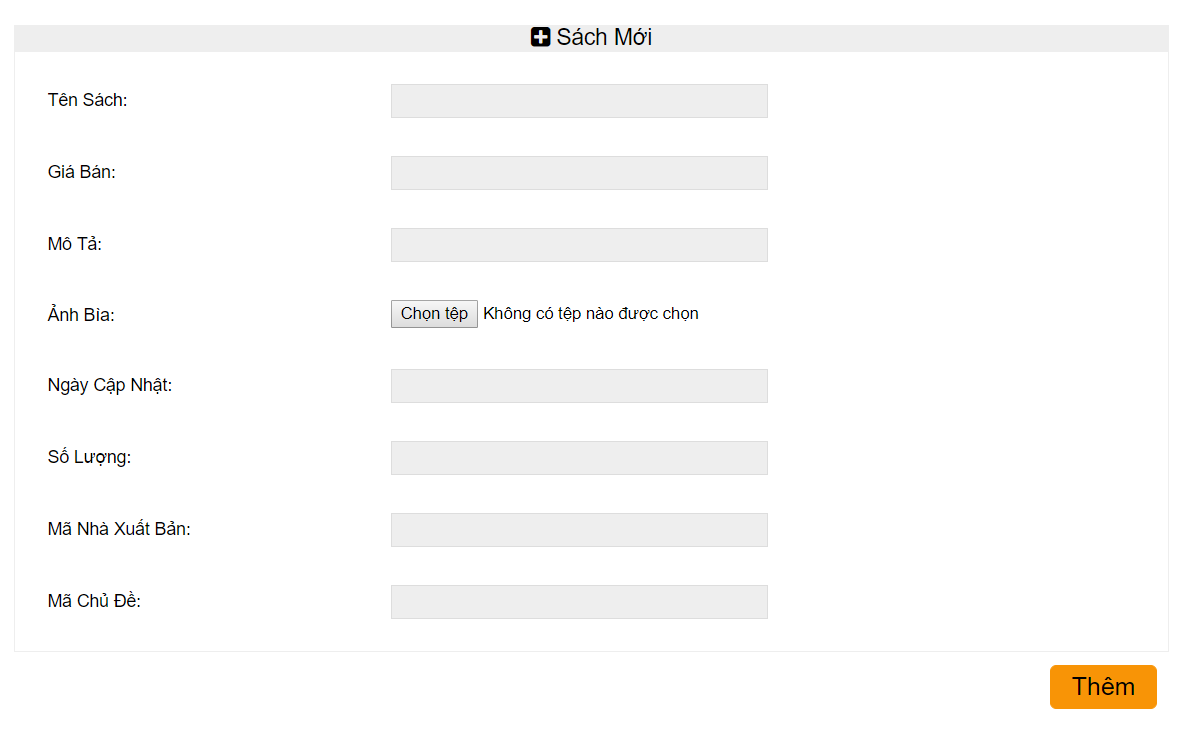 Sách Mới
Tên Sách:
Giá Bán:
Mô Tả:
Ảnh Bìa:
Chọn tệp Không có tệp nào được chọn
Ngày Cập Nhật:
Số Lượng:
Mã Nhà Xuất Bản:
Mã Chủ Đề:
Thêm